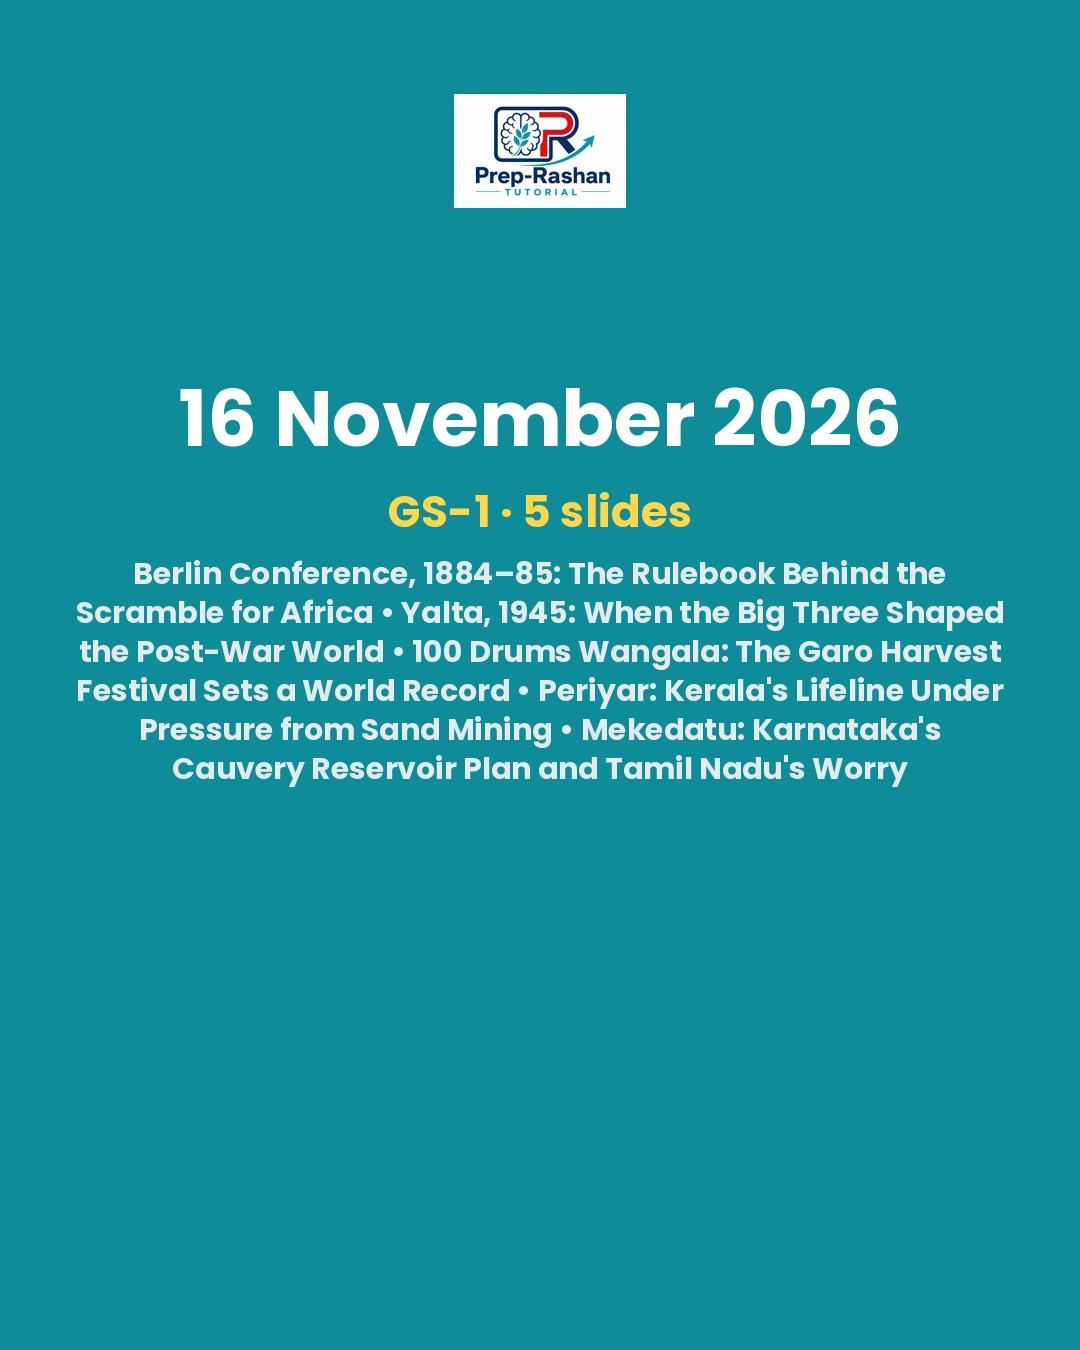 Prep-Rashan
TUTORIAL
16 November 2026
GS-1 · 5 slides
Berlin Conference, 1884–85: The Rulebook Behind the
Scramble for Africa • Yalta, 1945: When the Big Three Shaped
the Post-War World • 100 Drums Wangala: The Garo Harvest
Festival Sets a World Record • Periyar: Kerala's Lifeline Under
Pressure from Sand Mining • Mekedatu: Karnataka's
Cauvery Reservoir Plan and Tamil Nadu's Worry